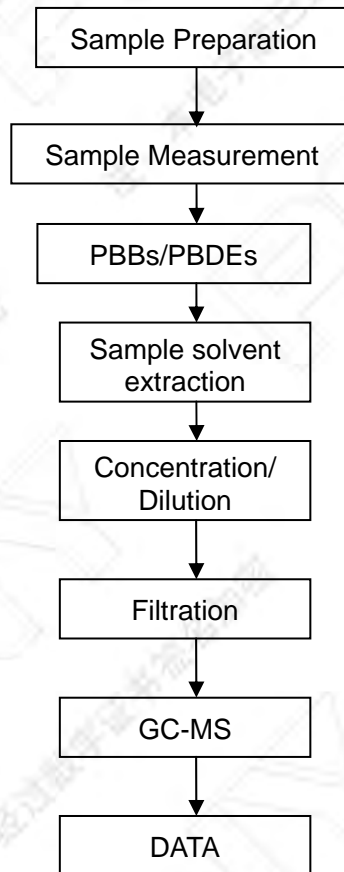 Sample Preparation
Sample Measurement
PBBs/PBDEs
Sample solvent
extraction
Concentration/
Dilution
Filtration
GC-MS
DATA